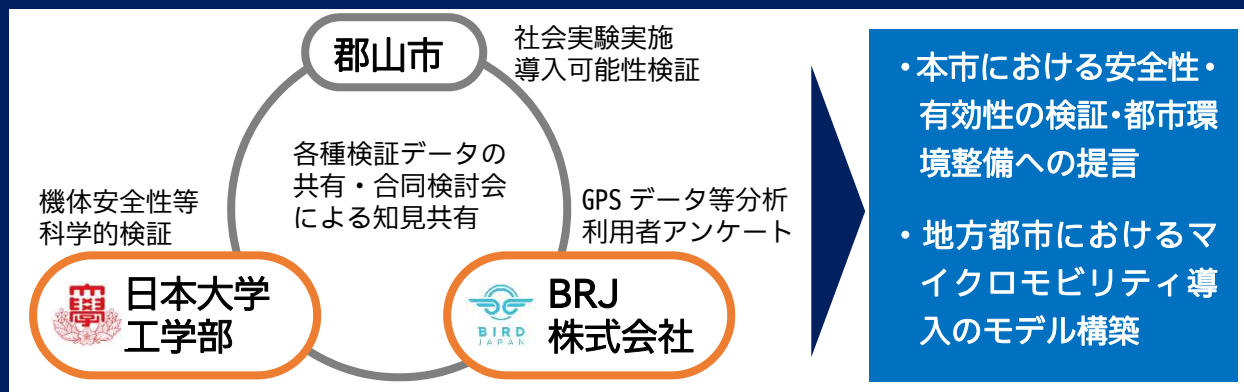 郡山市
社会実験実施
導入可能性検証
各種検証データの
共有・合同検討会
による知見共有
機体安全性等
科学的検証
GPS データ等分析
利用者アンケート
日本大学
工学部
BIRD
JAPAN
BRJ
株式会社
・本市における安全性・
有効性の検証・都市環
境整備への提言
・地方都市におけるマ
イクロモビリティ導
入のモデル構築